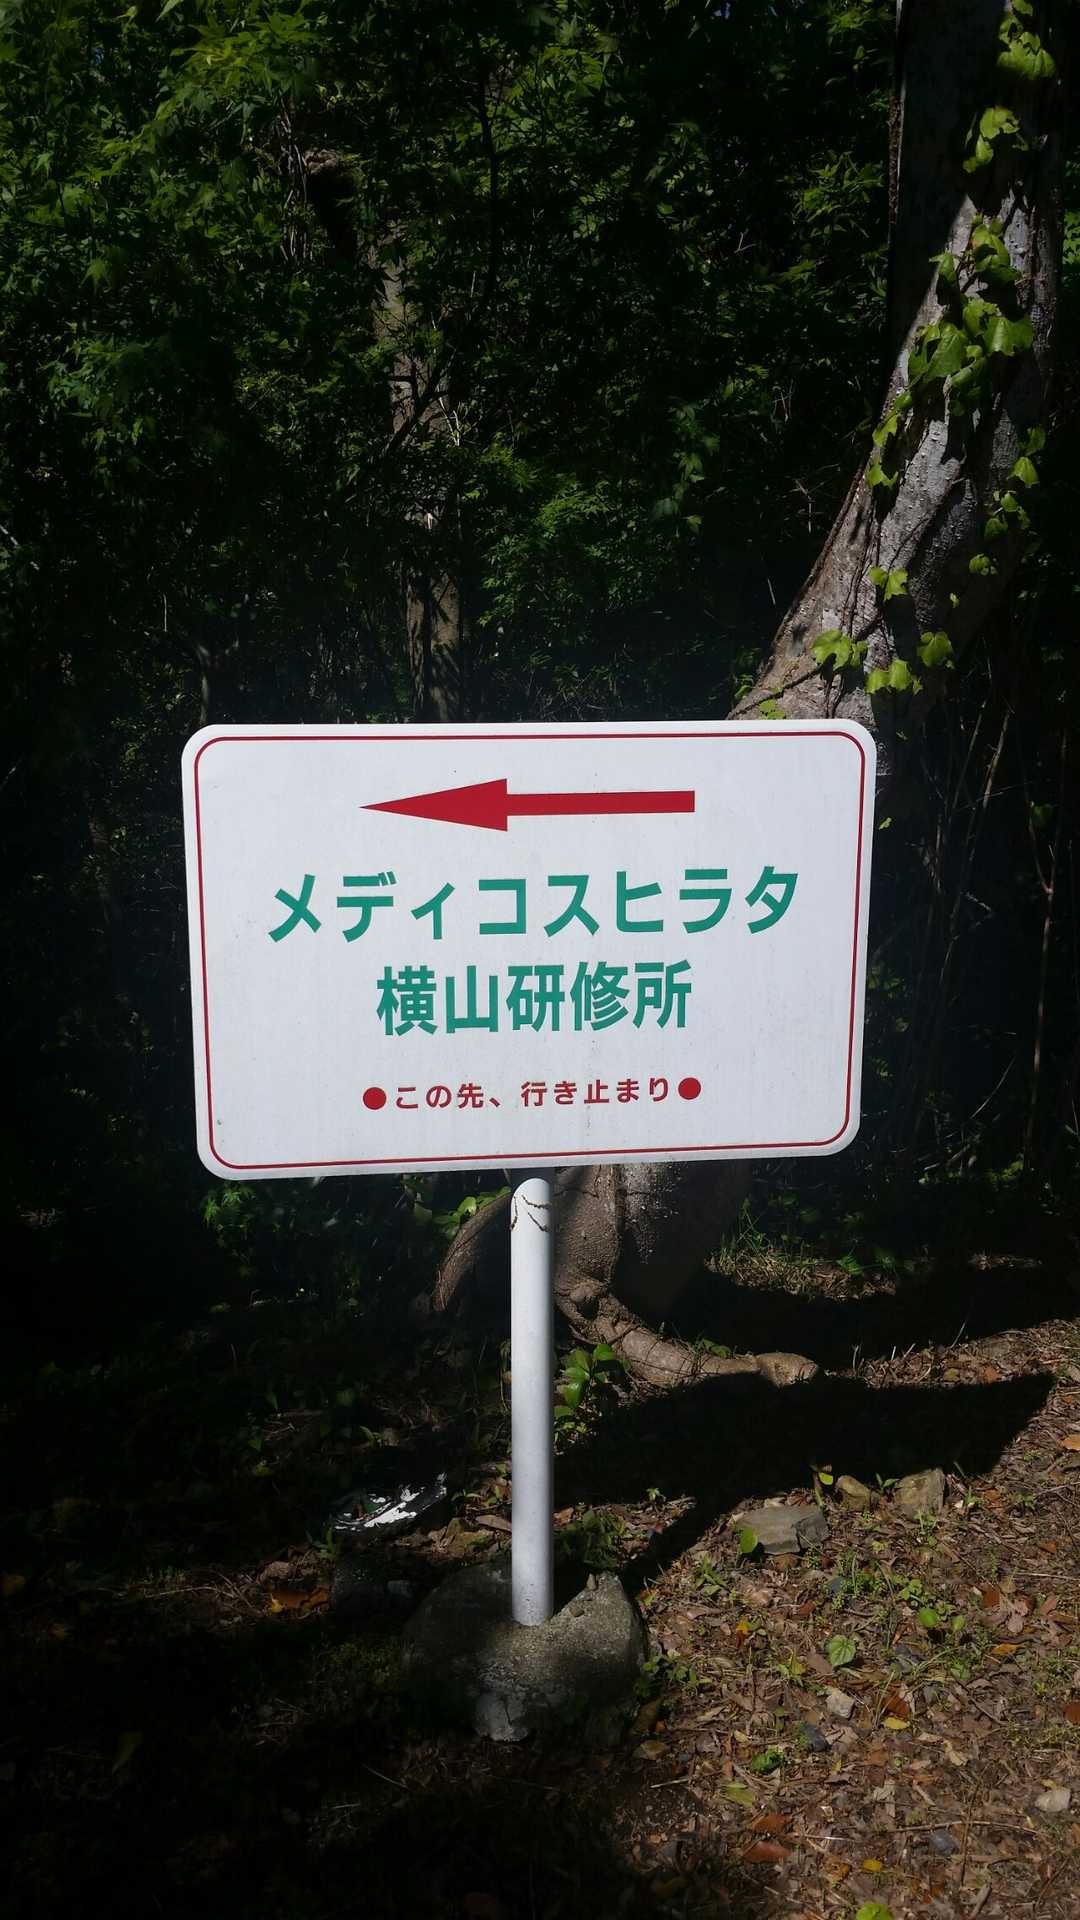 メディコスヒラタ
横山研修所
●この先、行き止まり●